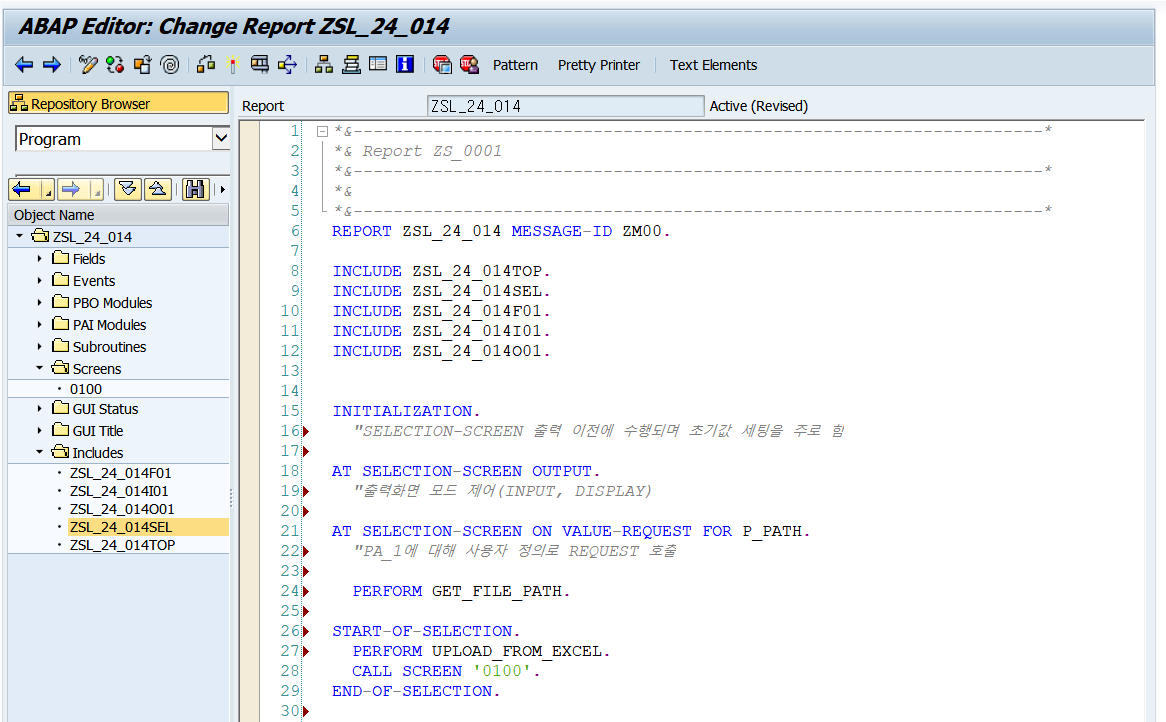 ABAP Editor: Change Report ZSL_24_014
Pattern Pretty Printer Text Elements
Repository Browser
Program
Object Name
ZSL_24_014
Fields
Events
PBO Modules
PAI Modules
Subroutines
Screens
0100
GUI Status
GUI Title
Includes
ZSL_24_014F01
ZSL_24_014I01
ZSL_24_014O01
ZSL_24_014SEL
ZSL_24_014TOP
Report ZSL_24_014 Active (Revised)
1 *&---------------------------------------------------------------------*
2 *& Report ZS_0001
3 *&---------------------------------------------------------------------*
4 *&
5 *&---------------------------------------------------------------------*
6 REPORT ZSL_24_014 MESSAGE-ID ZM00.
7
8 INCLUDE ZSL_24_014TOP.
9 INCLUDE ZSL_24_014SEL.
10 INCLUDE ZSL_24_014F01.
11 INCLUDE ZSL_24_014I01.
12 INCLUDE ZSL_24_014O01.
13
14
15 INITIALIZATION.
16 "SELECTION-SCREEN 출력 이전에 수행되며 초기값 세팅을 주로 함
17
18 AT SELECTION-SCREEN OUTPUT.
19 "출력화면 모드 제어(INPUT, DISPLAY)
20
21 AT SELECTION-SCREEN ON VALUE-REQUEST FOR P_PATH.
22 "PA_1에 대해 사용자 정의로 REQUEST 호출
23
24 PERFORM GET_FILE_PATH.
25
26 START-OF-SELECTION.
27 PERFORM UPLOAD_FROM_EXCEL.
28 CALL SCREEN '0100'.
29 END-OF-SELECTION.
30